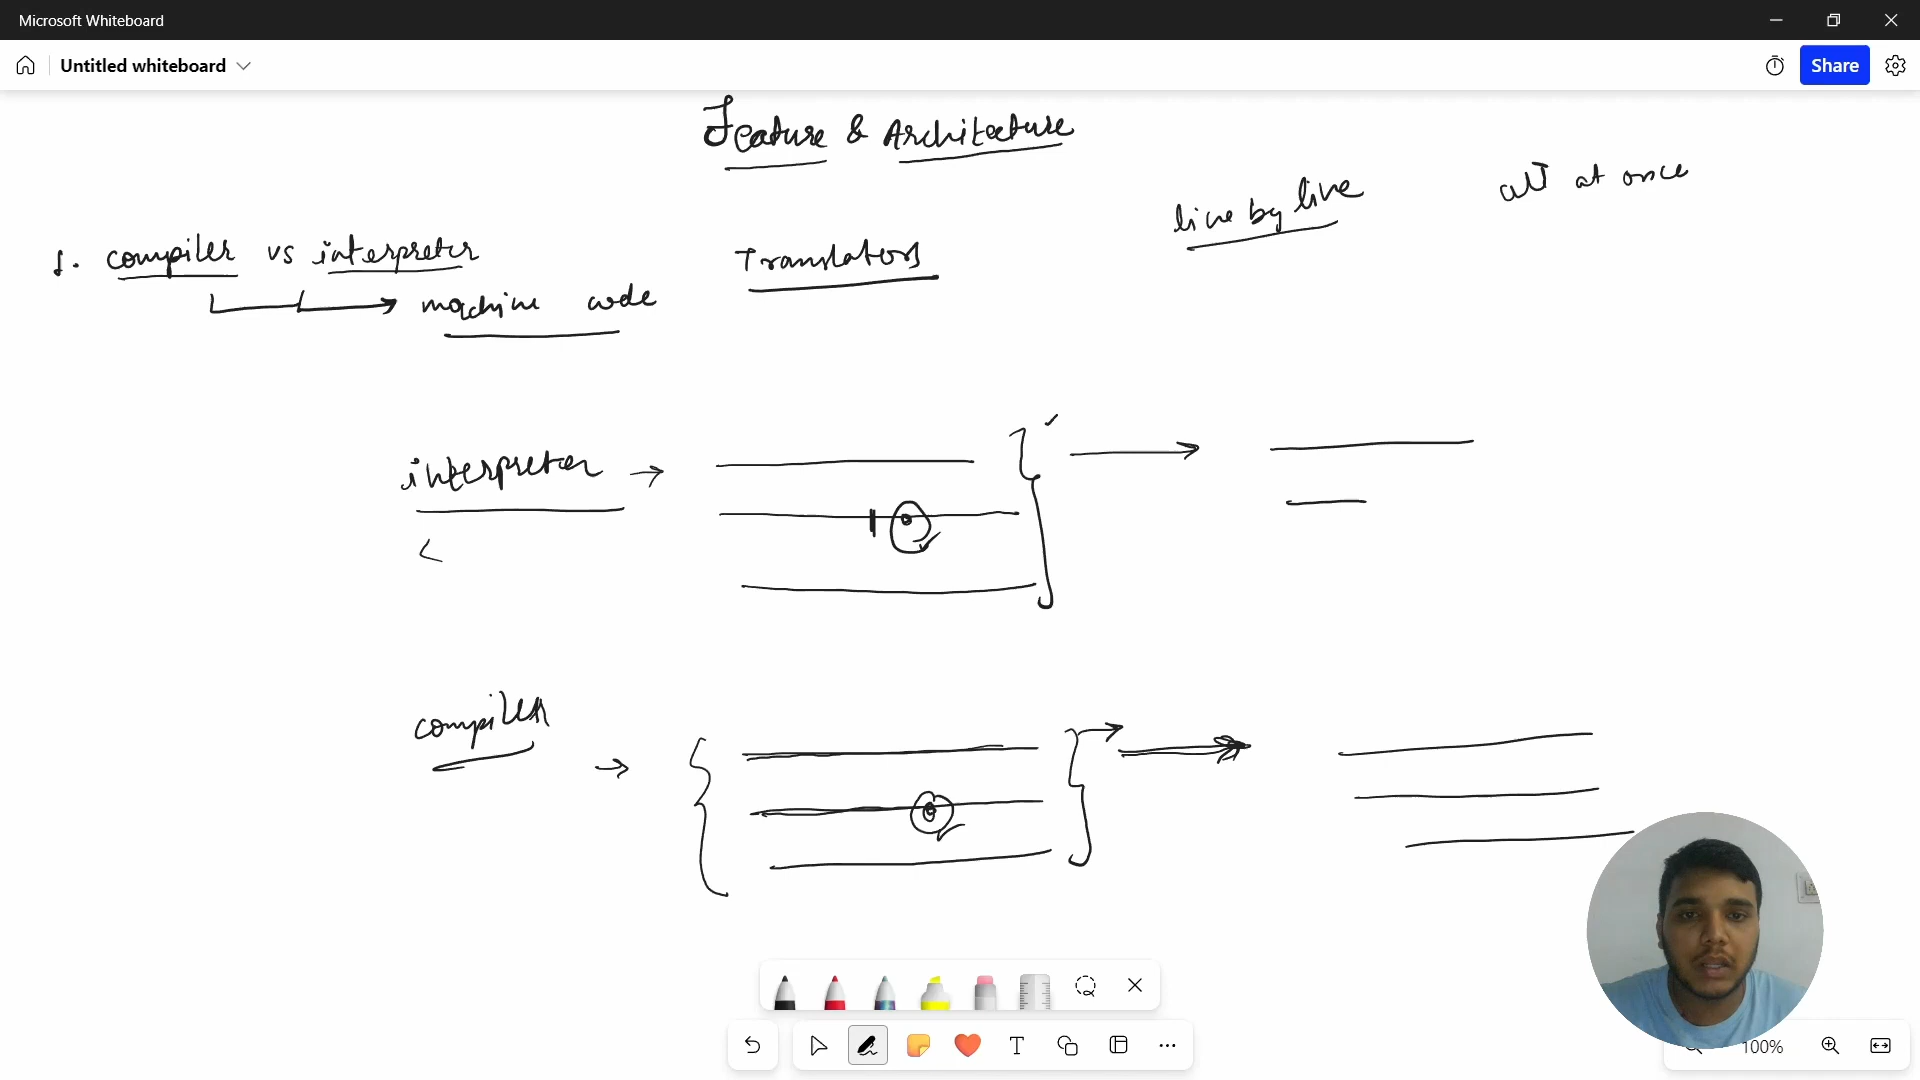 Microsoft Whiteboard
Untitled whiteboard
Share
Feature & Architecture
line by line
all at once
1. compiler vs interpreter
Translators
machine code
interpreter
compiler
100%